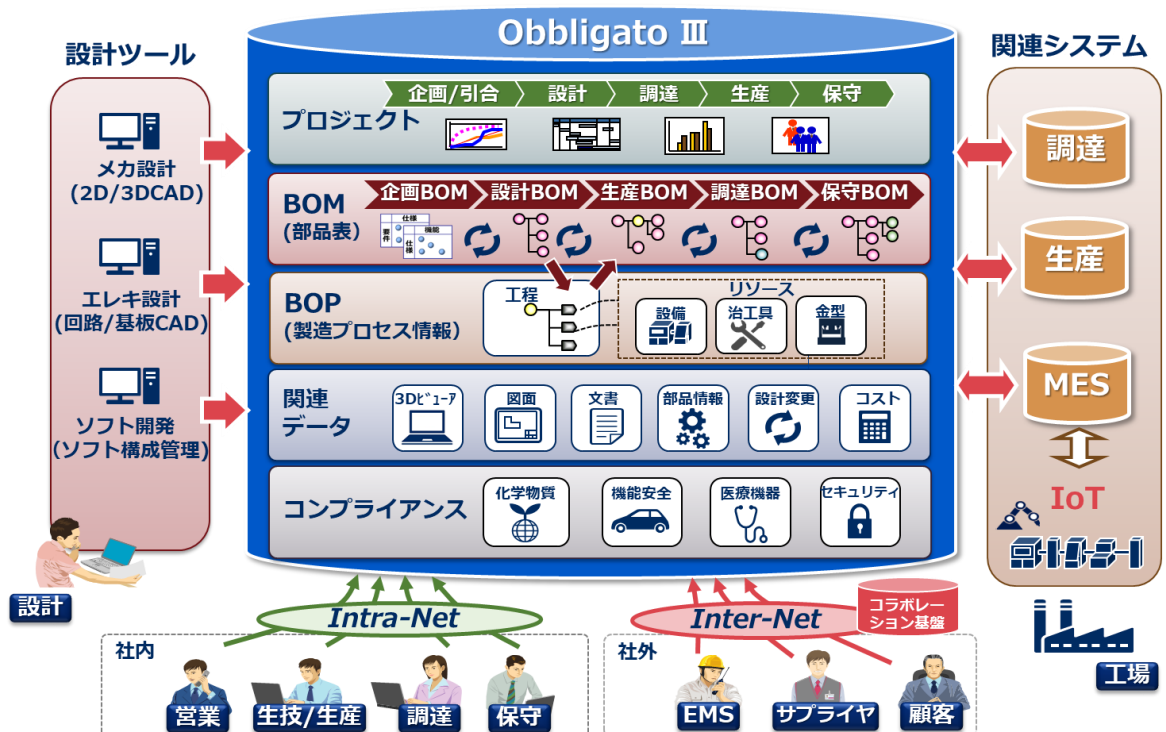 Obbligato Ⅲ
設計ツール
メカ設計
(2D/3DCAD)
エレキ設計
(回路/基板CAD)
ソフト開発
(ソフト構成管理)
設計
プロジェクト
企画/引合
設計
調達
生産
保守
BOM
(部品表)
企画BOM
設計BOM
生産BOM
調達BOM
保守BOM
仕様
要件
機能
仕様
BOP
(製造プロセス情報)
工程
リソース
設備
治工具
金型
関連
データ
3Dﾋﾞｭｰｱ
図面
文書
部品情報
設計変更
コスト
コンプライアンス
化学物質
機能安全
医療機器
セキュリティ
関連システム
調達
生産
MES
IoT
工場
Intra-Net
Inter-Net
コラボレー
ション基盤
社内
営業
生技/生産
調達
保守
社外
EMS
サプライヤ
顧客